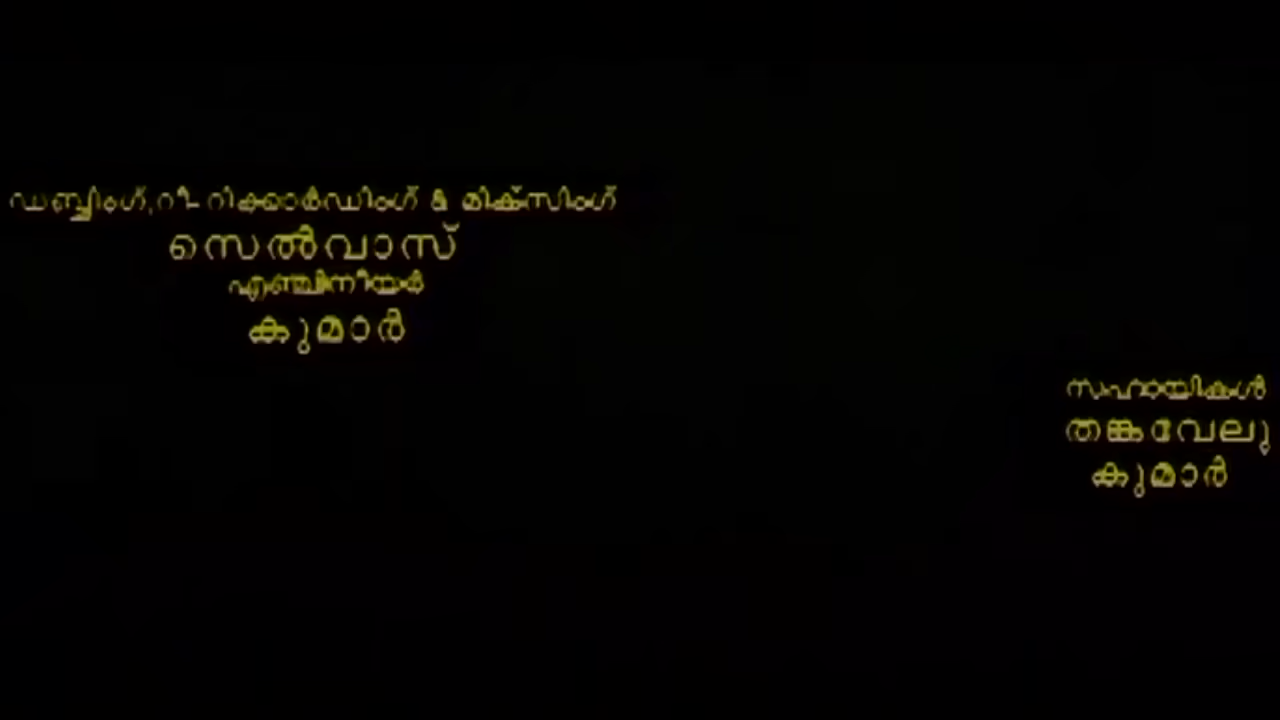 ഡബ്ബിംഗ്,റീ- റിക്കാർഡിംഗ് & മിക്സിംഗ്
സെൽവാസ്
എഞ്ചിനീയർ
കുമാർ
സഹായികൾ
തങ്കവേലു
കുമാർ